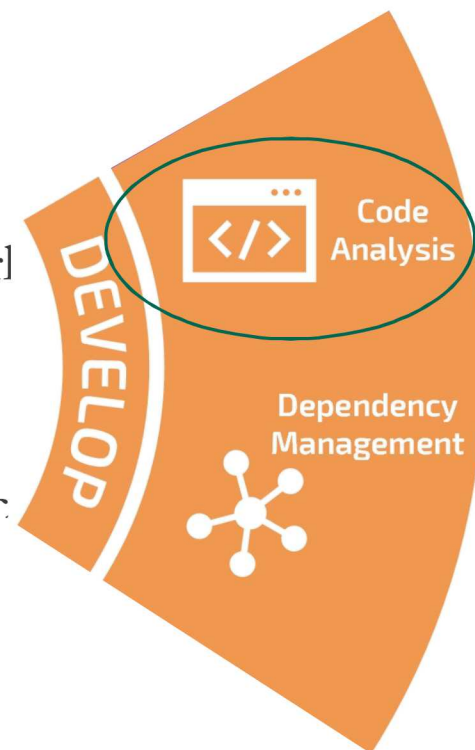 DEVELOP
</>
Code
Analysis
Dependency
Management